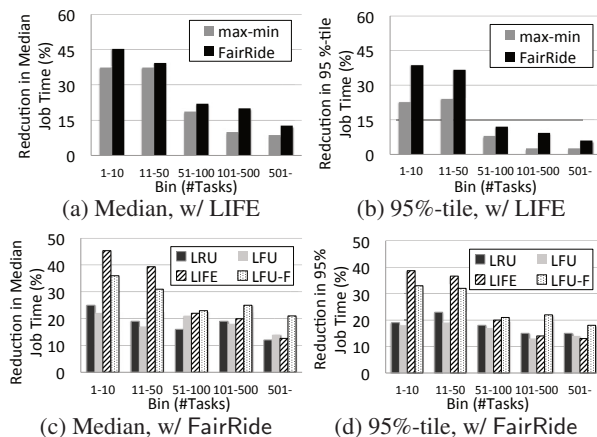 Redcution in Median
Job Time (%)
60
45
30
15
0
max-min
FairRide
1-10 11-50 51-100 101-500 501-
Bin (#Tasks)
(a) Median, w/ LIFE
Redcution in 95 %-tile
Job Time (%)
60
45
30
15
0
max-min
FairRide
1-10 11-50 51-100 101-500 501-
Bin (#Tasks)
(b) 95%-tile, w/ LIFE
Reduction in Median
Job Time (%)
50
40
30
20
10
0
LRU LFU
LIFE LFU-F
1-10 11-50 51-100 101-500 501-
Bin (#Tasks)
(c) Median, w/ FairRide
Reduction in 95%
Job Time (%)
50
40
30
20
10
0
LRU LFU
LIFE LFU-F
1-10 11-50 51-100 101-500 501-
Bin (#Tasks)
(d) 95%-tile, w/ FairRide